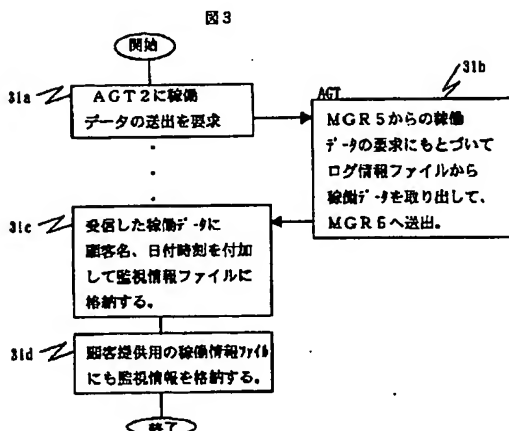 図3
開始
31a
AGT2に稼働
データの送出を要求
31b
AGT
MGR5からの稼働
データの要求にもとづいて
ログ情報ファイルから
稼働データを取り出して、
MGR5へ送出。
31c
受信した稼働データに
顧客名、日付時刻を付加
して監視情報ファイルに
格納する。
31d
顧客提供用の稼働情報ファイル
にも監視情報を格納する。
終了